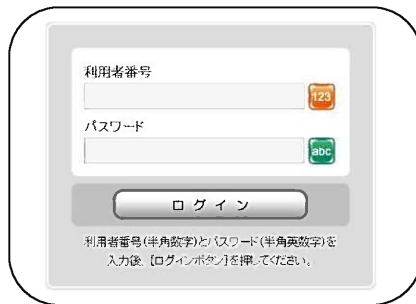 利用者番号
123
パスワード
abc
ログイン
利用者番号(半角数字)とパスワード(半角英数字)を
入力後、【ログインボタン】を押してください。